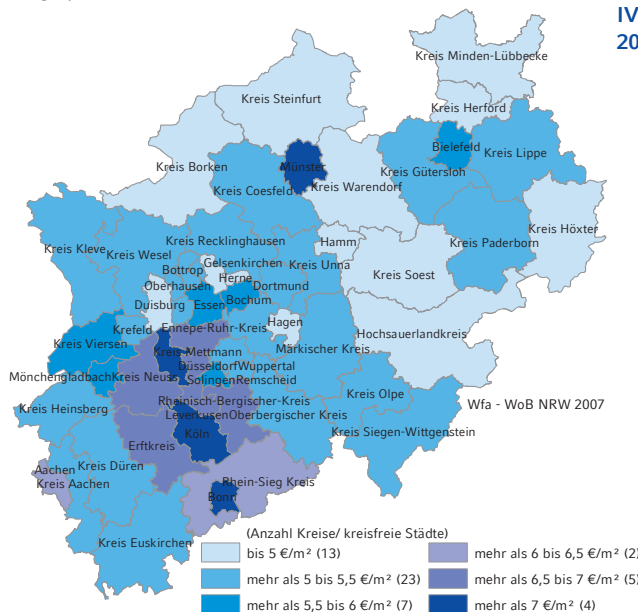 IV
20
Kreis Minden-Lübbecke
Kreis Steinfurt
Kreis Herford
Bielefeld
Kreis Lippe
Kreis Borken
Münster
Kreis Gütersloh
Kreis Coesfeld
Kreis Warendorf
Kreis Höxter
Kreis Recklinghausen
Hamm
Kreis Paderborn
Kreis Kleve
Kreis Wesel
Gelsenkirchen
Kreis Unna
Kreis Soest
Bottrop
Herne
Oberhausen
Dortmund
Duisburg
Essen
Bochum
Hagen
Krefeld
Ennepe-Ruhr-Kreis
Hochsauerlandkreis
Kreis Viersen
Kreis-Mettmann
Märkischer Kreis
Düsseldorf
Wuppertal
Mönchengladbach
Kreis Neuss
Solingen
Remscheid
Kreis Olpe
Rheinisch-Bergischer-Kreis
Wfa - WoB NRW 2007
Kreis Heinsberg
Leverkusen
Oberbergischer Kreis
Kreis Siegen-Wittgenstein
Köln
Erftkreis
Aachen
Kreis Düren
Kreis Aachen
Rhein-Sieg Kreis
Bonn
Kreis Euskirchen
(Anzahl Kreise/ kreisfreie Städte)
bis 5 €/m² (13)
mehr als 5 bis 5,5 €/m² (23)
mehr als 5,5 bis 6 €/m² (7)
mehr als 6 bis 6,5 €/m² (2)
mehr als 6,5 bis 7 €/m² (5)
mehr als 7 €/m² (4)